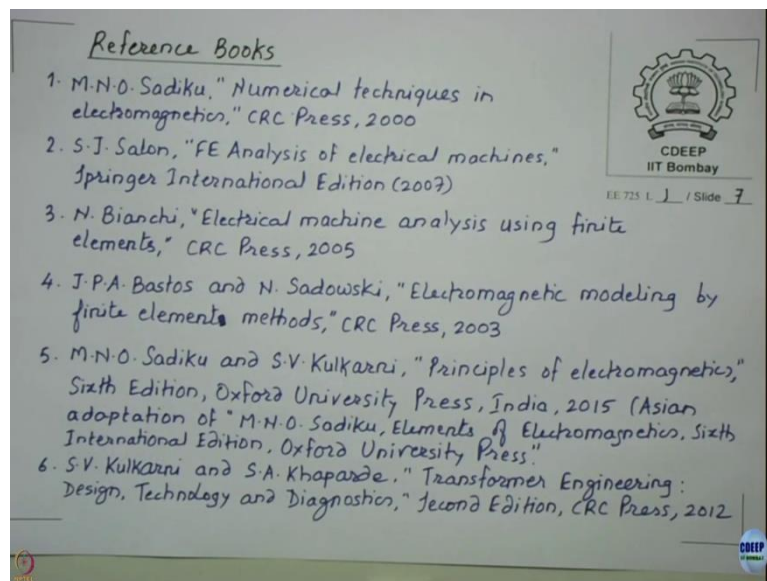 Reference Books
1. M.N.O. Sadiku, "Numerical techniques in
electromagnetics," CRC Press, 2000
2. S.J. Salon, "FE Analysis of electrical machines,"
Springer International Edition (2007)
3. N. Bianchi, "Electrical machine analysis using finite
elements," CRC Press, 2005
4. J.P.A. Bastos and N. Sadowski, "Electromagnetic modeling by
finite element methods," CRC Press, 2003
5. M.N.O. Sadiku and S.V. Kulkarni, "Principles of electromagnetics,"
Sixth Edition, Oxford University Press, India, 2015 (Asian
adaptation of "M.N.O. Sadiku, Elements of Electromagnetics, Sixth
International Edition, Oxford University Press."
6. S.V. Kulkarni and S.A. Khaparde, "Transformer Engineering:
Design, Technology and Diagnostics," Second Edition, CRC Press, 2012
CDEEP
IIT Bombay
EE 725 L 1 / Slide 7
CDEEP
IIT BOMBAY